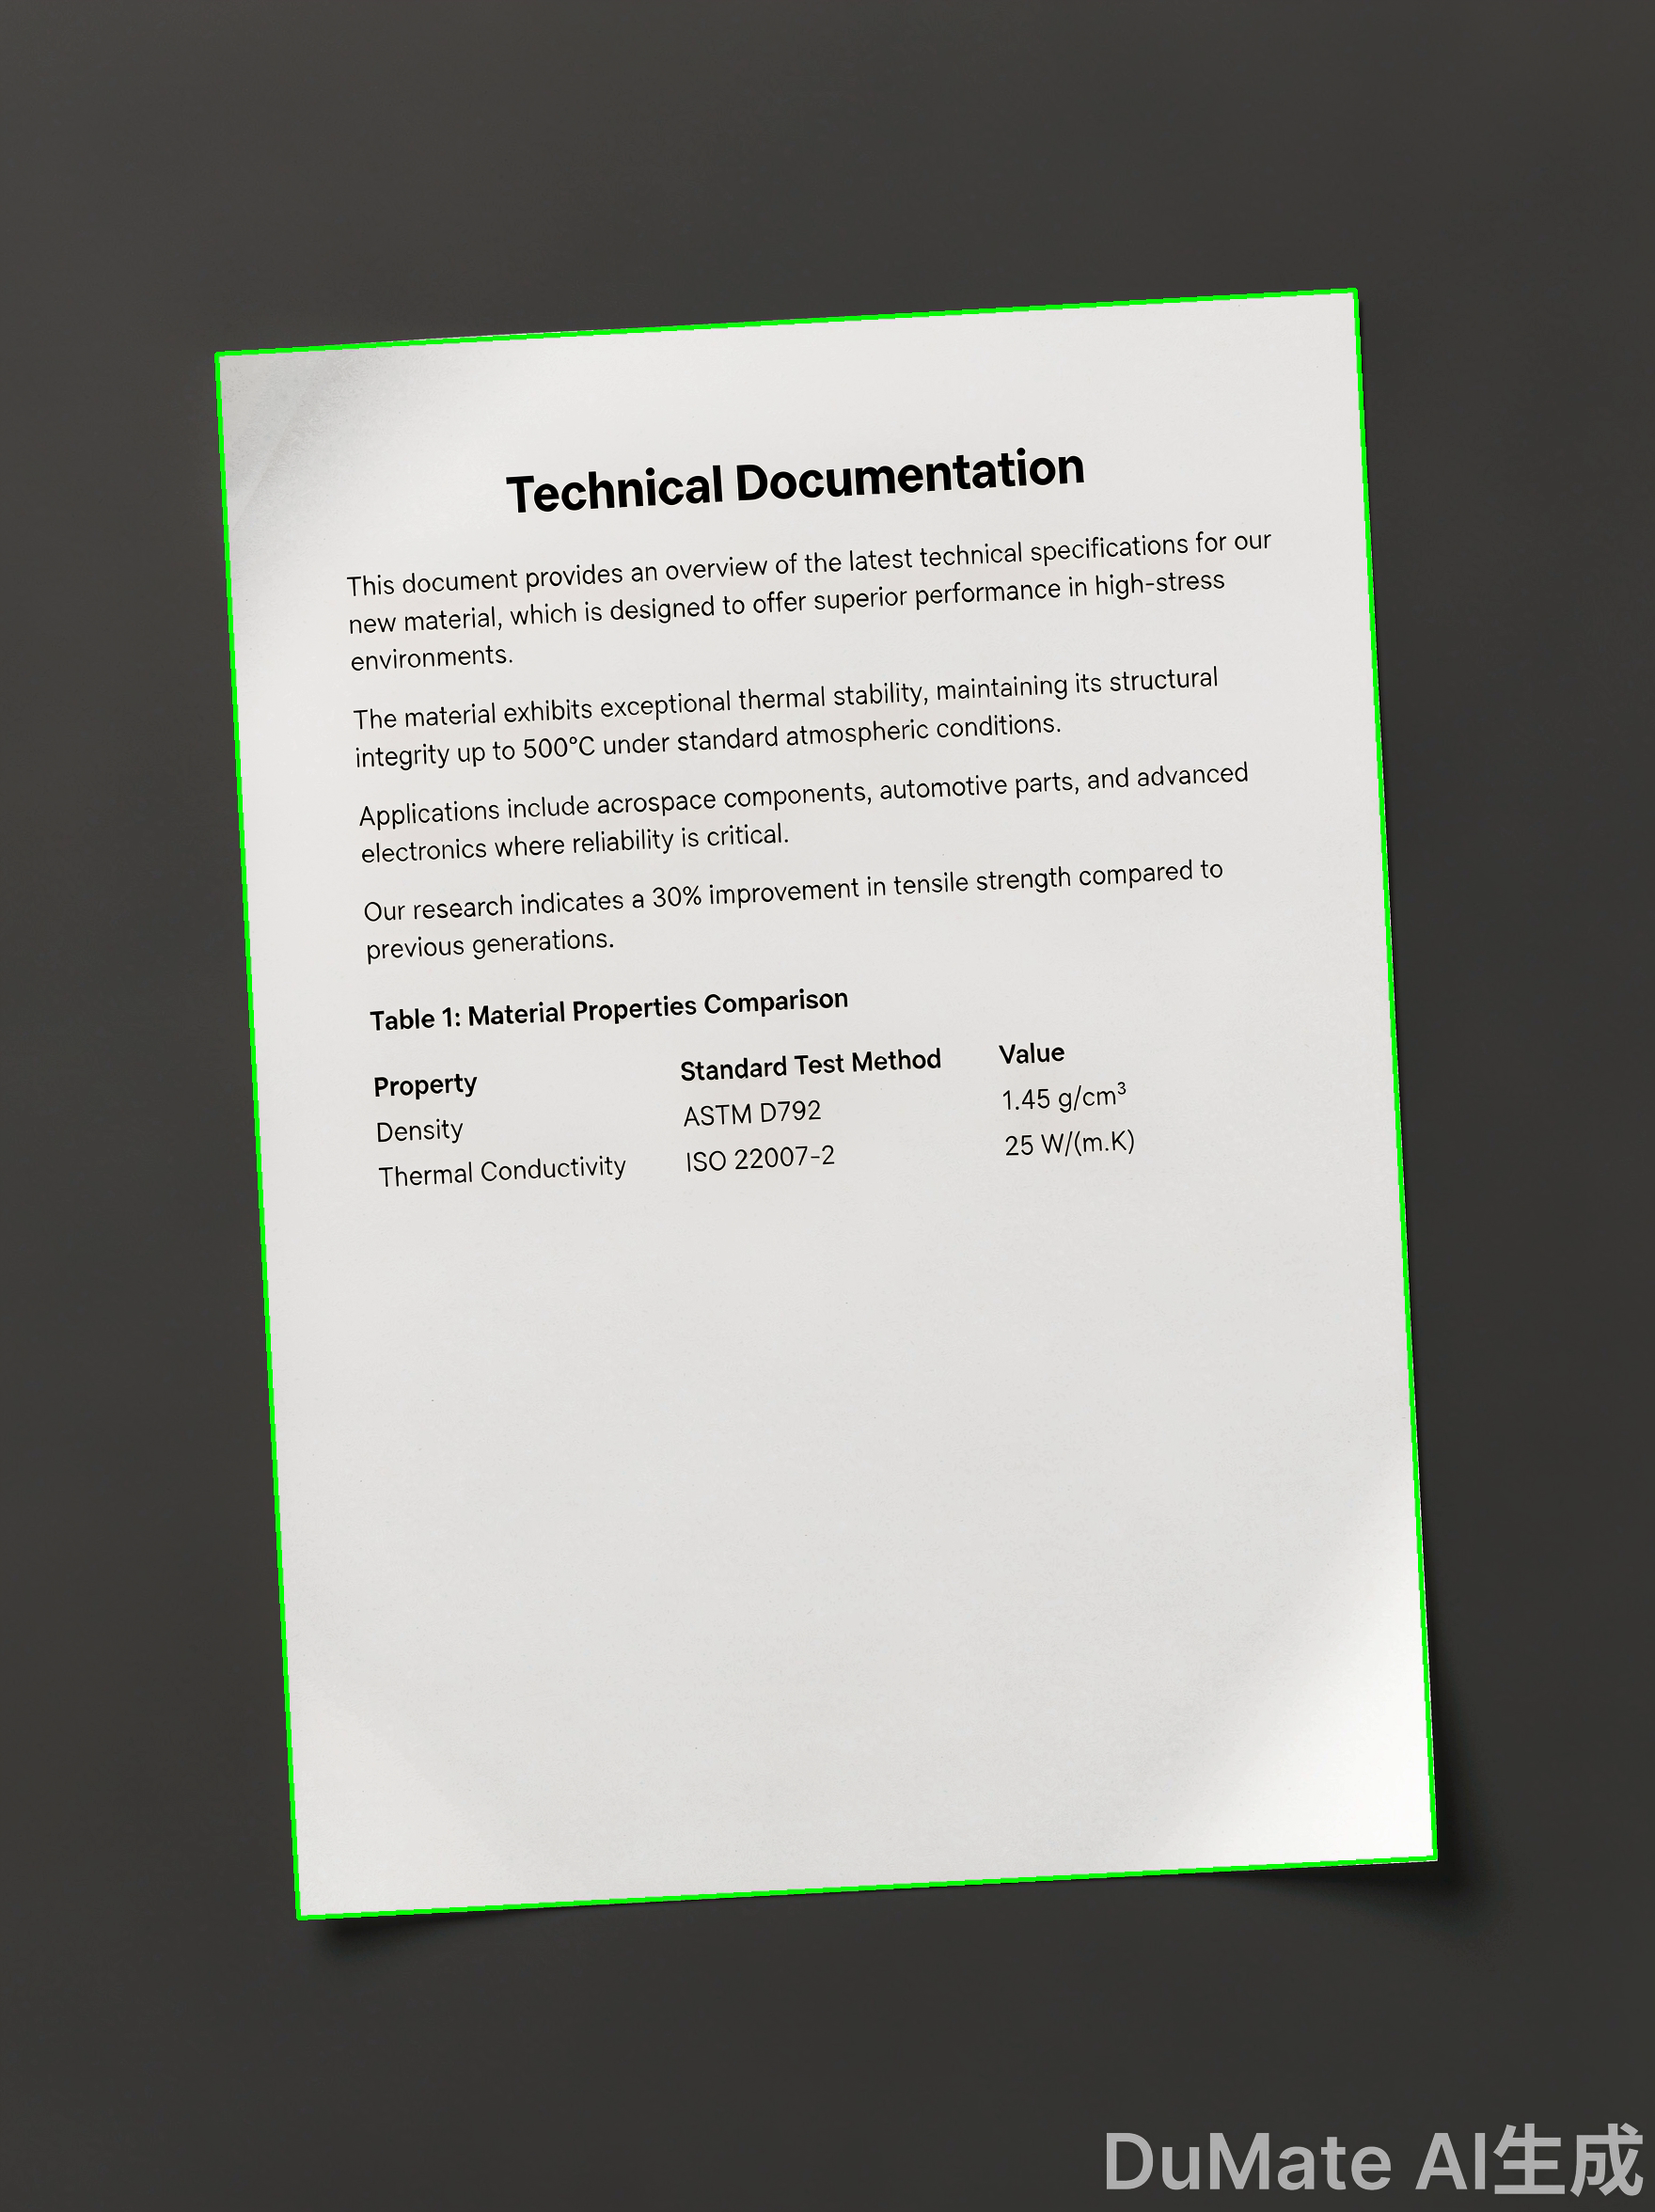 Technical Documentation
This document provides an overview of the latest technical specifications for our
new material, which is designed to offer superior performance in high-stress
environments.
The material exhibits exceptional thermal stability, maintaining its structural
integrity up to 500°C under standard atmospheric conditions.
Applications include acrospace components, automotive parts, and advanced
electronics where reliability is critical.
Our research indicates a 30% improvement in tensile strength compared to
previous generations.
Table 1: Material Properties Comparison
Property Standard Test Method Value
Density ASTM D792 1.45 g/cm³
Thermal Conductivity ISO 22007-2 25 W/(m.K)
DuMate AI生成